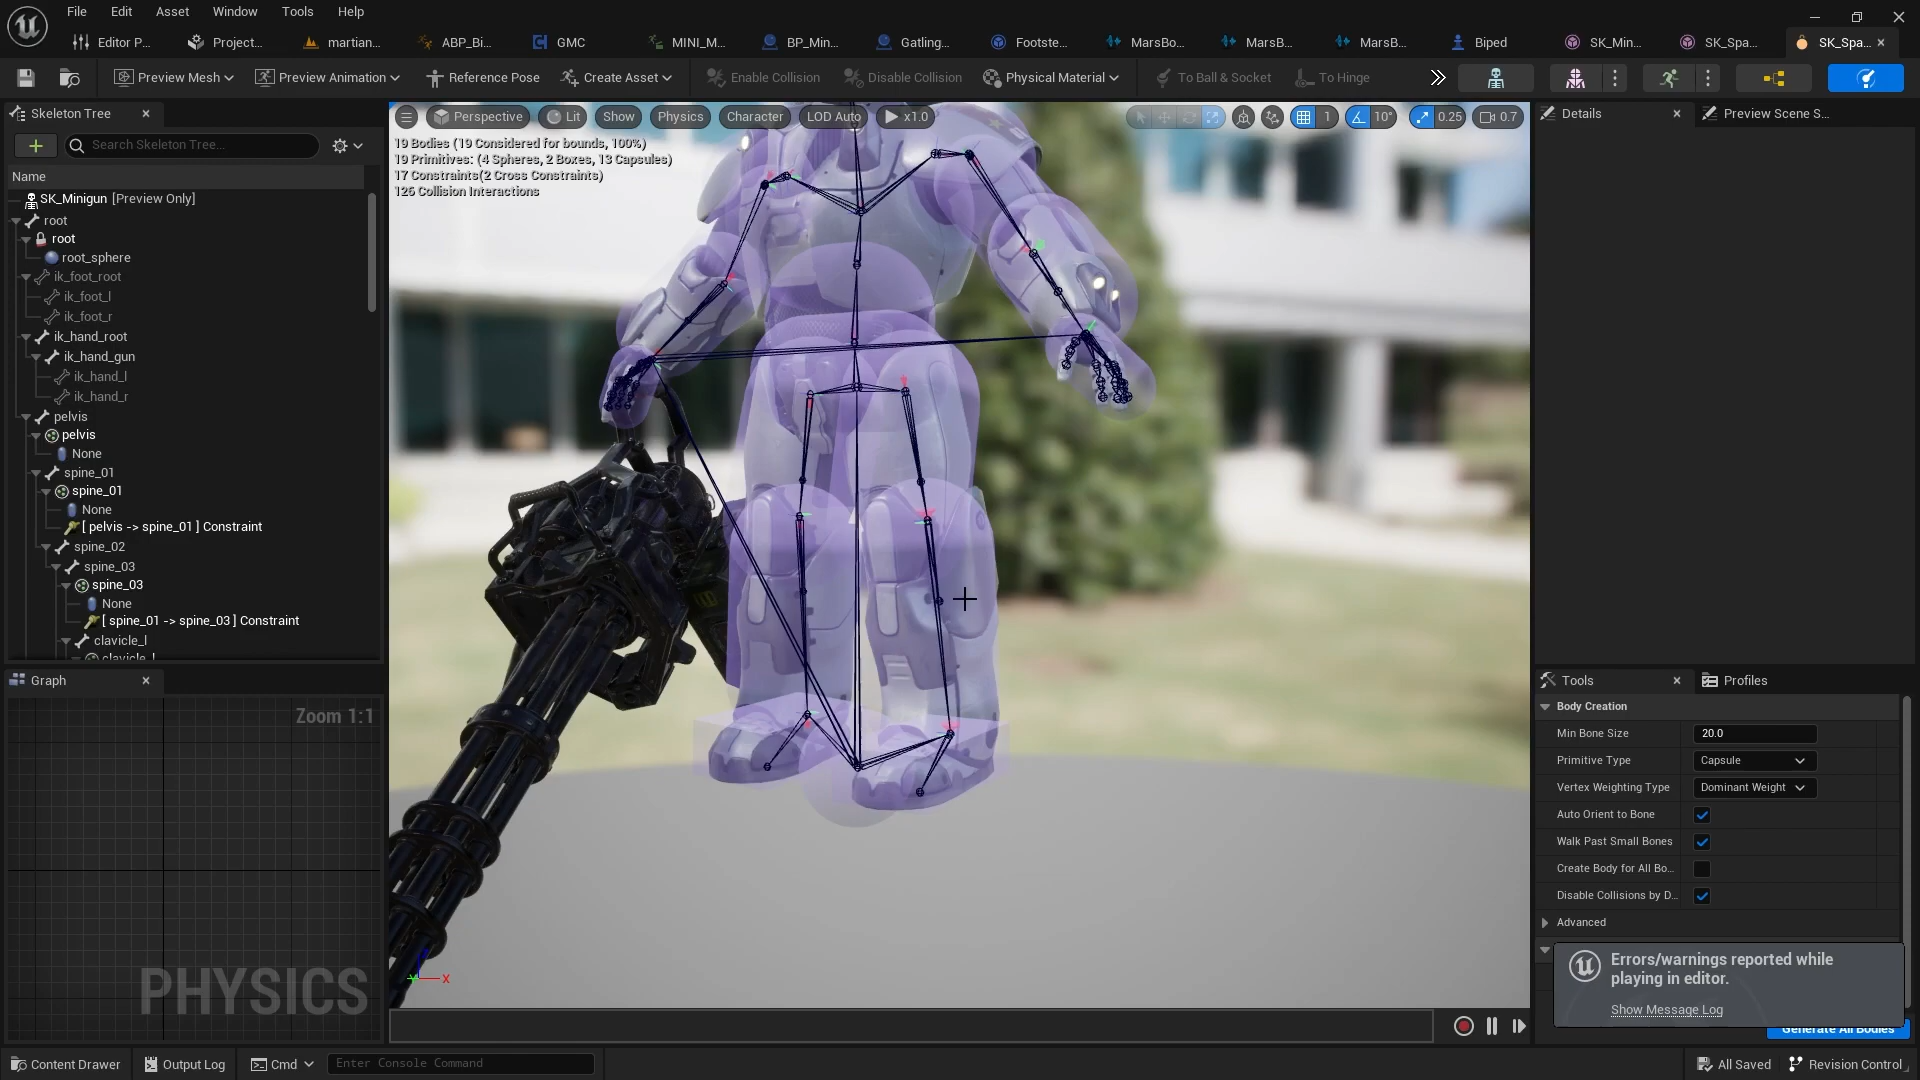 File Edit Asset Window Tools Help
Editor P... Project... martian... ABP_Bi... GMC MINI_M... BP_Min... Gatling... Footste... MarsBo... MarsB... MarsB... Biped SK_Min... SK_Spa... SK_Spa...
Preview Mesh Preview Animation Reference Pose Create Asset Enable Collision Disable Collision Physical Material To Ball & Socket To Hinge
Skeleton Tree
Search Skeleton Tree...
Name
SK_Minigun [Preview Only]
root
root
root_sphere
ik_foot_root
ik_foot_l
ik_foot_r
ik_hand_root
ik_hand_gun
ik_hand_l
ik_hand_r
pelvis
pelvis
None
spine_01
spine_01
None
[ pelvis -> spine_01 ] Constraint
spine_02
spine_03
spine_03
None
[ spine_01 -> spine_03 ] Constraint
clavicle_l
clavicle_l
Graph
Zoom 1:1
PHYSICS
Perspective Lit Show Physics Character LOD Auto x1.0 1 10° 0.25 0.7
19 Bodies (19 Considered for bounds, 100%)
19 Primitives: (4 Spheres, 2 Boxes, 13 Capsules)
17 Constraints(2 Cross Constraints)
126 Collision Interactions
X
Details Preview Scene S...
Tools Profiles
Body Creation
Min Bone Size 20.0
Primitive Type Capsule
Vertex Weighting Type Dominant Weight
Auto Orient to Bone
Walk Past Small Bones
Create Body for All Bo...
Disable Collisions by D...
Advanced
Errors/warnings reported while
playing in editor.
Show Message Log
Generate All Bodies
Content Drawer Output Log Cmd Enter Console Command All Saved Revision Control